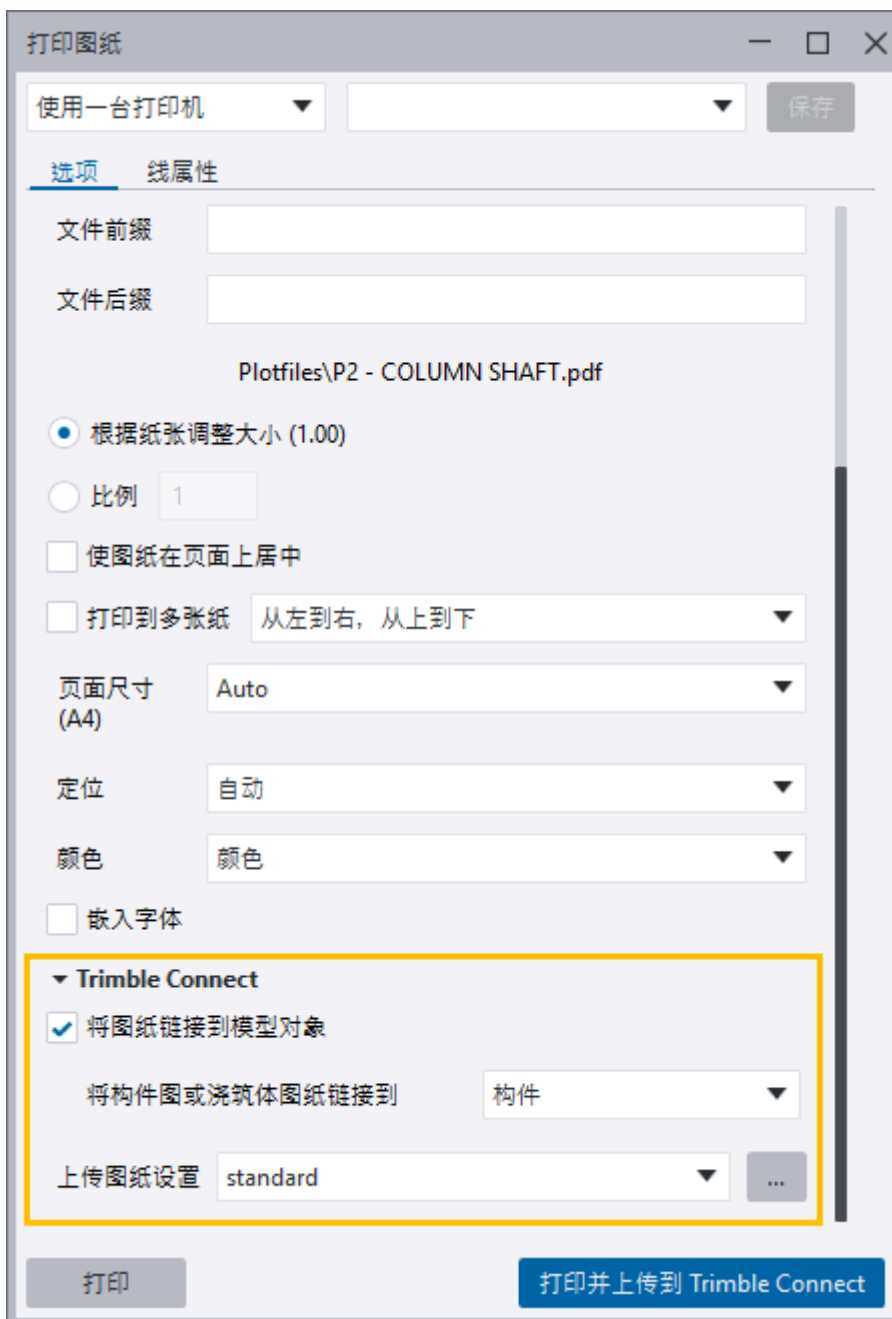 打印图纸
使用一台打印机
保存
选项 线属性
文件前缀
文件后缀
Plotfiles\P2 - COLUMN SHAFT.pdf
根据纸张调整大小 (1.00)
比例 1
使图纸在页面上居中
打印到多张纸 从左到右，从上到下
页面尺寸 Auto
(A4)
定位 自动
颜色 颜色
嵌入字体
Trimble Connect
将图纸链接到模型对象
将构件图或浇筑体图纸链接到 构件
上传图纸设置 standard ...
打印 打印并上传到 Trimble Connect